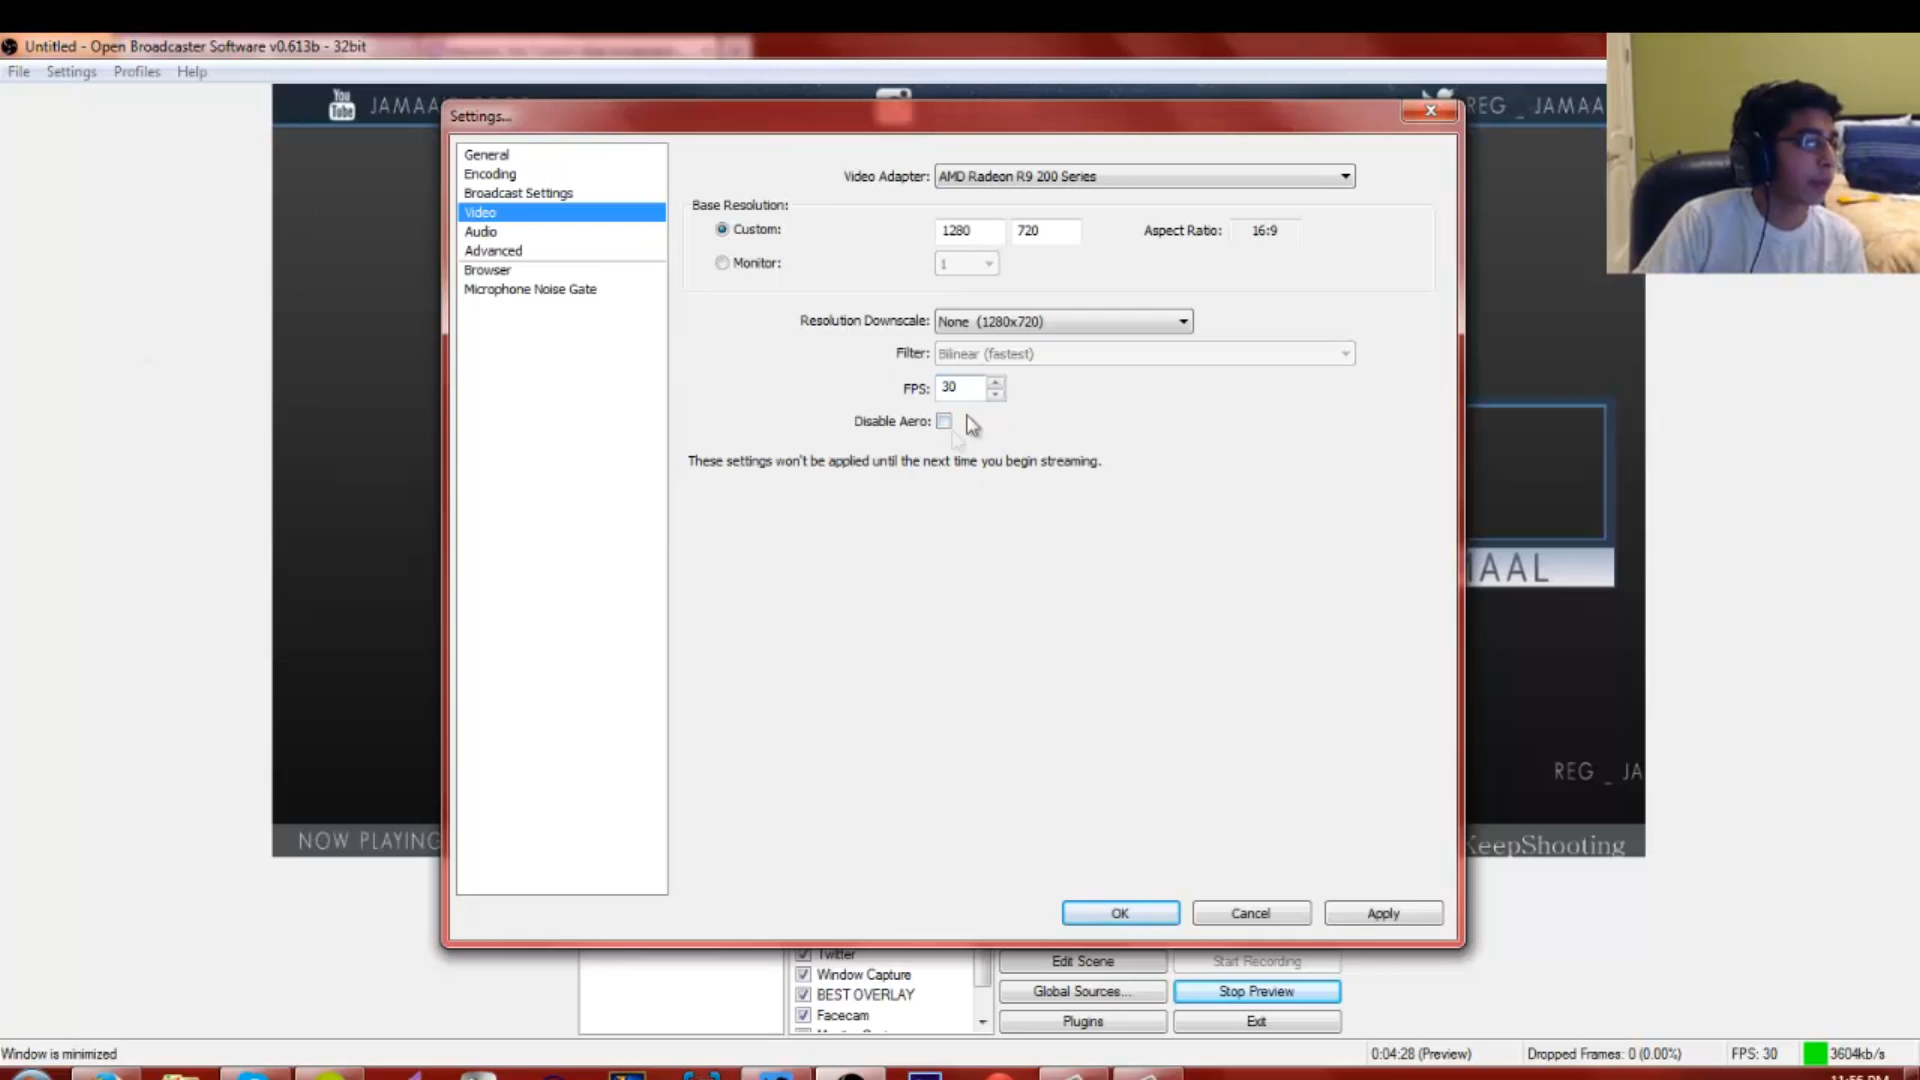 Untitled - Open Broadcaster Software v0.613b - 32bit
File Settings Profiles Help
You Tube JAMAA
REG _ JAMAA
Settings...
General
Encoding
Broadcast Settings
Video
Audio
Advanced
Browser
Microphone Noise Gate
Video Adapter: AMD Radeon R9 200 Series
Base Resolution:
Custom: 1280 720 Aspect Ratio: 16:9
Monitor: 1
Resolution Downscale: None (1280x720)
Filter: Bilinear (fastest)
FPS: 30
Disable Aero:
These settings won't be applied until the next time you begin streaming.
AAL
REG _ JA
NOW PLAYING
KeepShooting
OK Cancel Apply
Twitter
Window Capture
BEST OVERLAY
Facecam
Edit Scene Start Recording
Global Sources... Stop Preview
Plugins Exit
Window is minimized 0:04:28 (Preview) Dropped Frames: 0 (0.00%) FPS: 30 3604kb/s